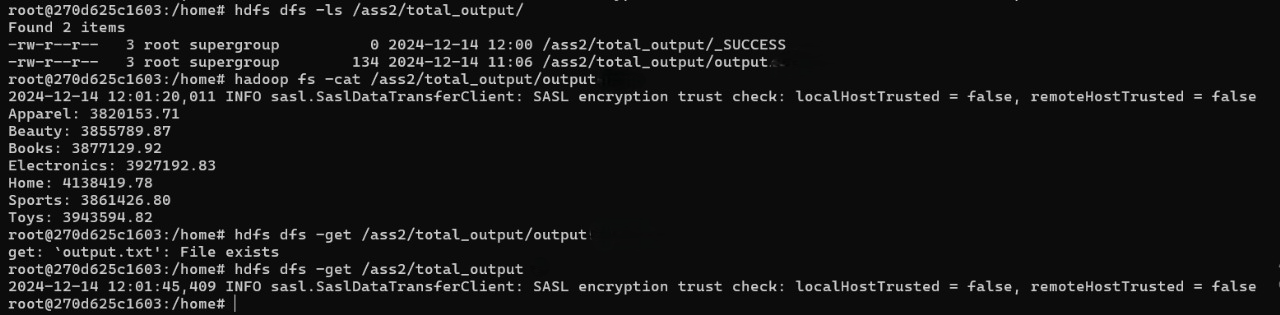 root@270d625c1603:/home# hdfs dfs -ls /ass2/total_output/
Found 2 items
-rw-r--r--   3 root supergroup          0 2024-12-14 12:00 /ass2/total_output/_SUCCESS
-rw-r--r--   3 root supergroup        134 2024-12-14 11:06 /ass2/total_output/output
root@270d625c1603:/home# hadoop fs -cat /ass2/total_output/output
2024-12-14 12:01:20,011 INFO sasl.SaslDataTransferClient: SASL encryption trust check: localHostTrusted = false, remoteHostTrusted = false
Apparel: 3820153.71
Beauty: 3855789.87
Books: 3877129.92
Electronics: 3927192.83
Home: 4138419.78
Sports: 3861426.80
Toys: 3943594.82
root@270d625c1603:/home# hdfs dfs -get /ass2/total_output/output
get: `output.txt': File exists
root@270d625c1603:/home# hdfs dfs -get /ass2/total_output
2024-12-14 12:01:45,409 INFO sasl.SaslDataTransferClient: SASL encryption trust check: localHostTrusted = false, remoteHostTrusted = false
root@270d625c1603:/home#